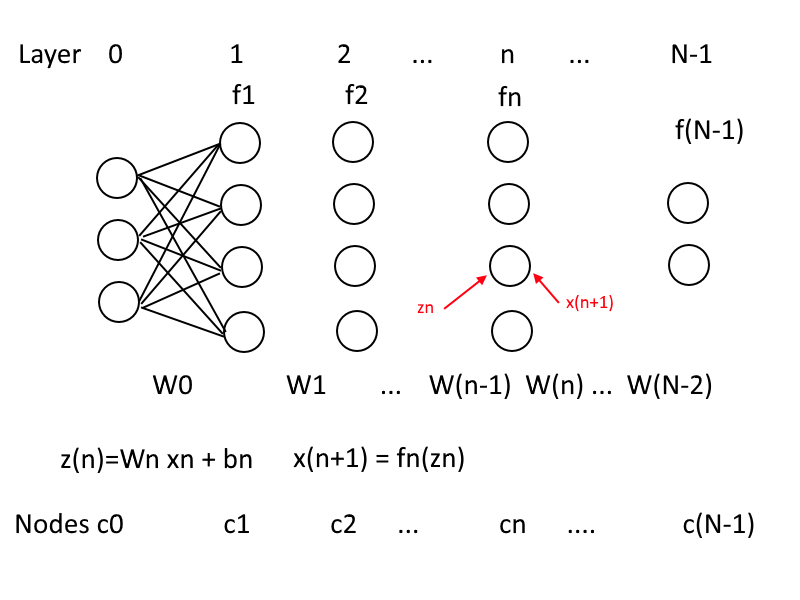 Layer 0 1 2 ... n ... N-1
f1 f2 fn
f(N-1)
zn x(n+1)
W0 W1 ... W(n-1) W(n) ... W(N-2)
z(n)=Wn xn + bn x(n+1) = fn(zn)
Nodes c0 c1 c2 ... cn .... c(N-1)